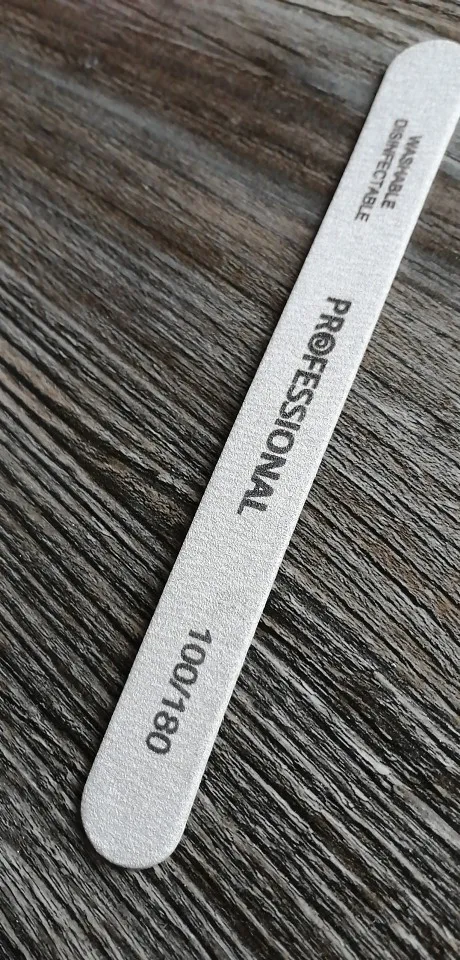 WASHABLE
DISINFECTABLE
PROFESSIONAL
100/180